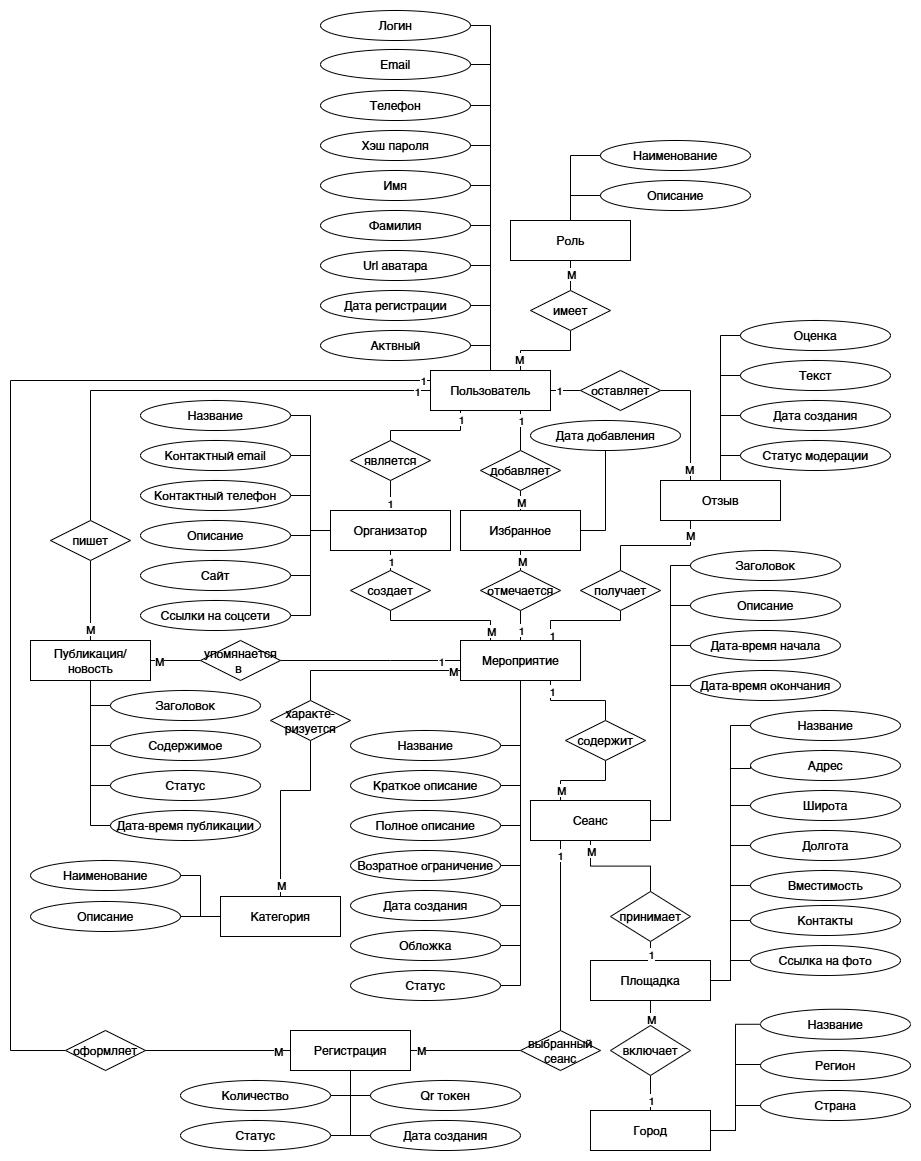 Логин
Email
Телефон
Хэш пароля
Имя
Фамилия
Url аватара
Дата регистрации
Актвный
Наименование
Описание
Роль
М
имеет
М
Пользователь
1
1
1
оставляет
М
1
1
Оценка
Текст
Дата создания
Статус модерации
Отзыв
М
Название
Контактный email
Контактный телефон
Описание
Сайт
Ссылки на соцсети
является
1
Организатор
1
создает
М
Дата добавления
добавляет
М
Избранное
М
отмечается
1
получает
1
пишет
М
Публикация/
новость
М
упомянается
в
1
М
Мероприятие
1
Заголовок
Описание
Дата-время начала
Дата-время окончания
Заголовок
Содержимое
Статус
Дата-время публикации
характе-
ризуется
М
Наименование
Описание
Категория
Название
Краткое описание
Полное описание
Возратное ограничение
Дата создания
Обложка
Статус
содержит
М
Сеанс
1
М
принимает
1
Площадка
М
Название
Адрес
Широта
Долгота
Вместимость
Контакты
Ссылка на фото
включает
1
Город
Название
Регион
Страна
оформляет
М
Регистрация
М
выбранный
сеанс
Количество
Qr токен
Статус
Дата создания